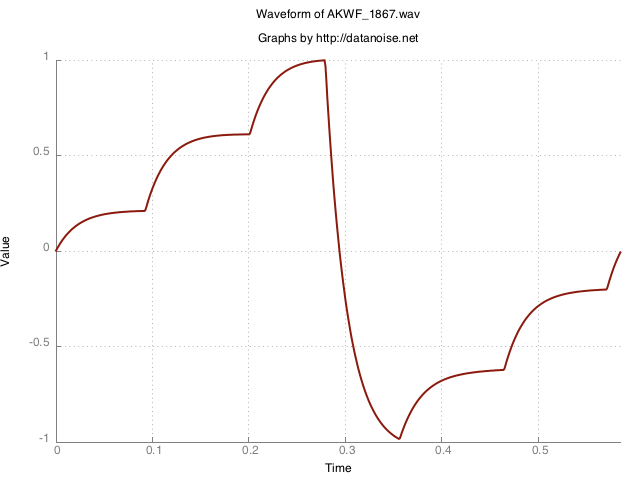 Waveform of AKWF_1867.wav
Graphs by http://datanoise.net
1
0.5
0
-0.5
-1
Value
0 0.1 0.2 0.3 0.4 0.5
Time